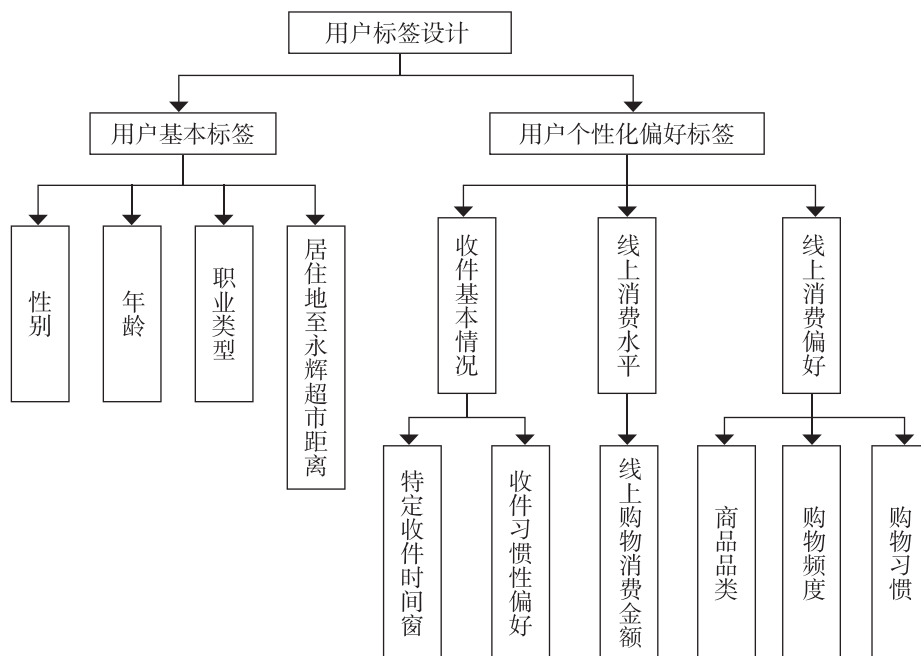 用户标签设计
用户基本标签
用户个性化偏好标签
性别
年龄
职业类型
居住地至永辉超市距离
收件基本情况
线上消费水平
线上消费偏好
特定收件时间窗
收件习惯性偏好
线上购物消费金额
商品品类
购物频度
购物习惯